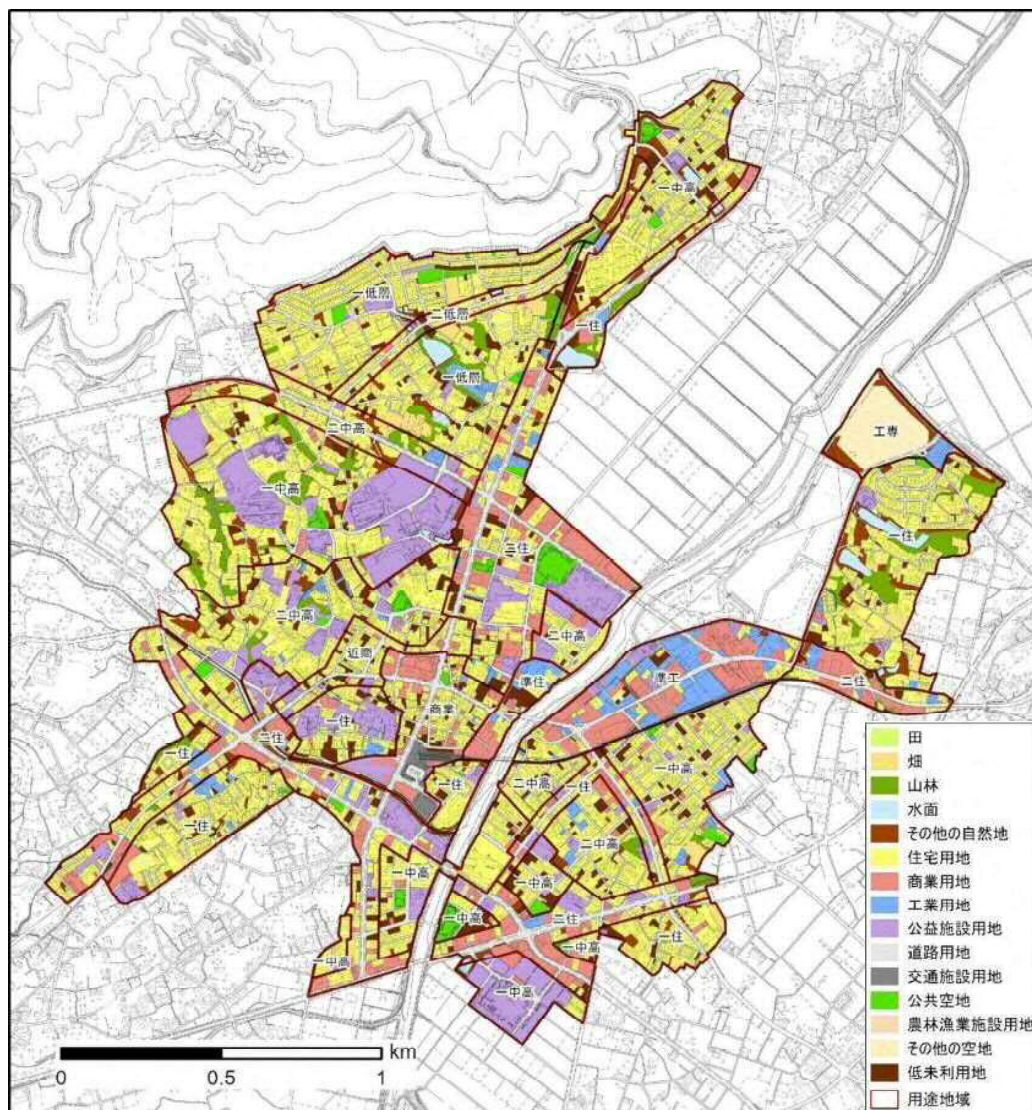 一中高
一低層
二低層
一住
一低層
二中高
工専
一中高
一住
二住
二中高
二中高
近商
準住
準工
二住
商業
一住
二住
一住
一中高
二中高
一住
一住
一住
二中高
一中高
一中高
一中高
二住
一住
一中高
一中高
一中高
田
畑
山林
水面
その他の自然地
住宅用地
商業用地
工業用地
公益施設用地
道路用地
交通施設用地
公共空地
農林漁業施設用地
その他の空地
低未利用地
用途地域
km
0
0.5
1